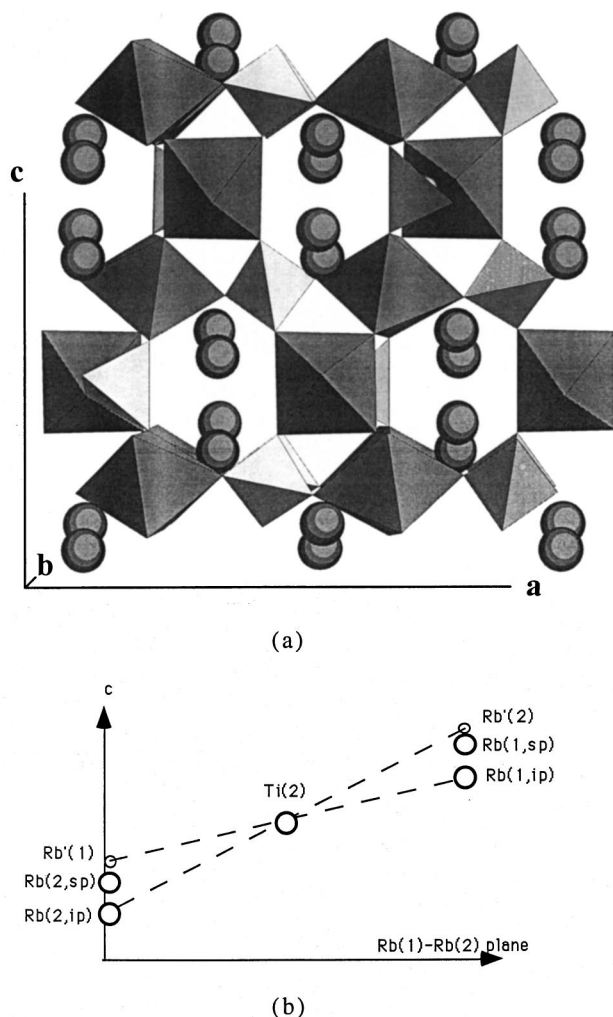 c
b
a
(a)
c
Rb'(2)
Rb(1,sp)
Ti(2)
Rb(1,ip)
Rb'(1)
Rb(2,sp)
Rb(2,ip)
Rb(1)-Rb(2) plane
(b)